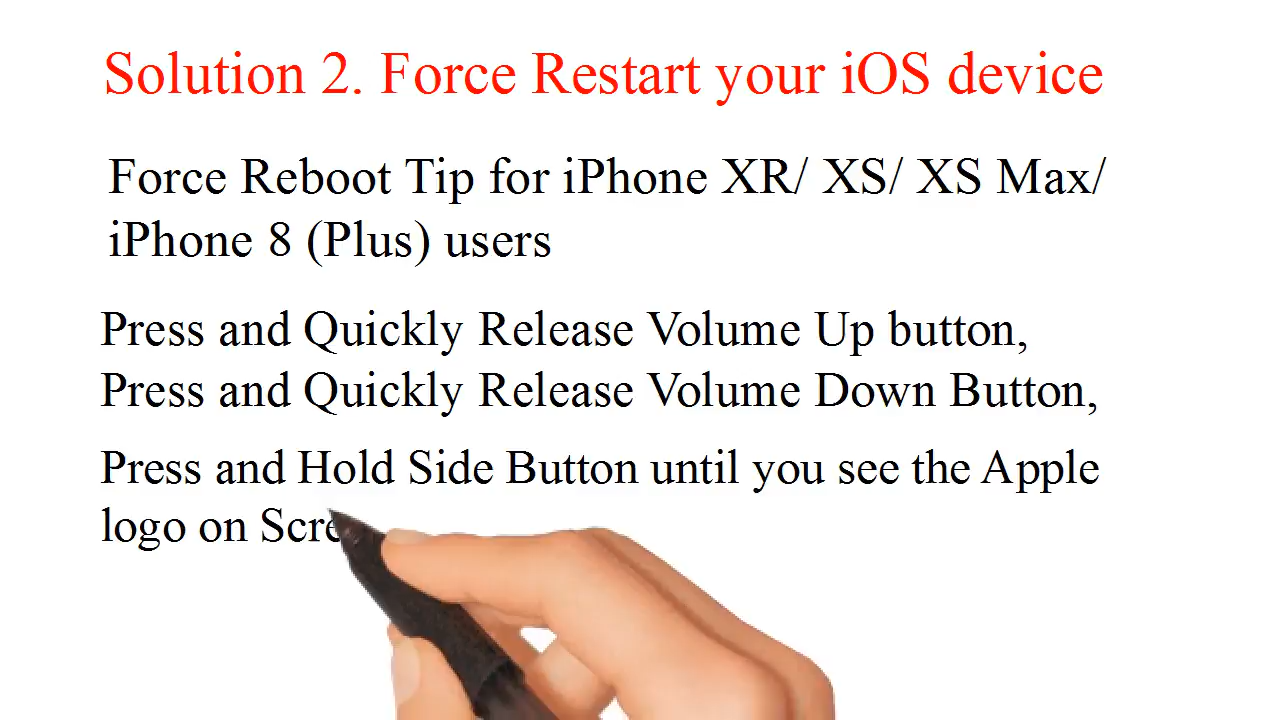 Solution 2. Force Restart your iOS device
Force Reboot Tip for iPhone XR/ XS/ XS Max/
iPhone 8 (Plus) users
Press and Quickly Release Volume Up button,
Press and Quickly Release Volume Down Button,
Press and Hold Side Button until you see the Apple
logo on Scre